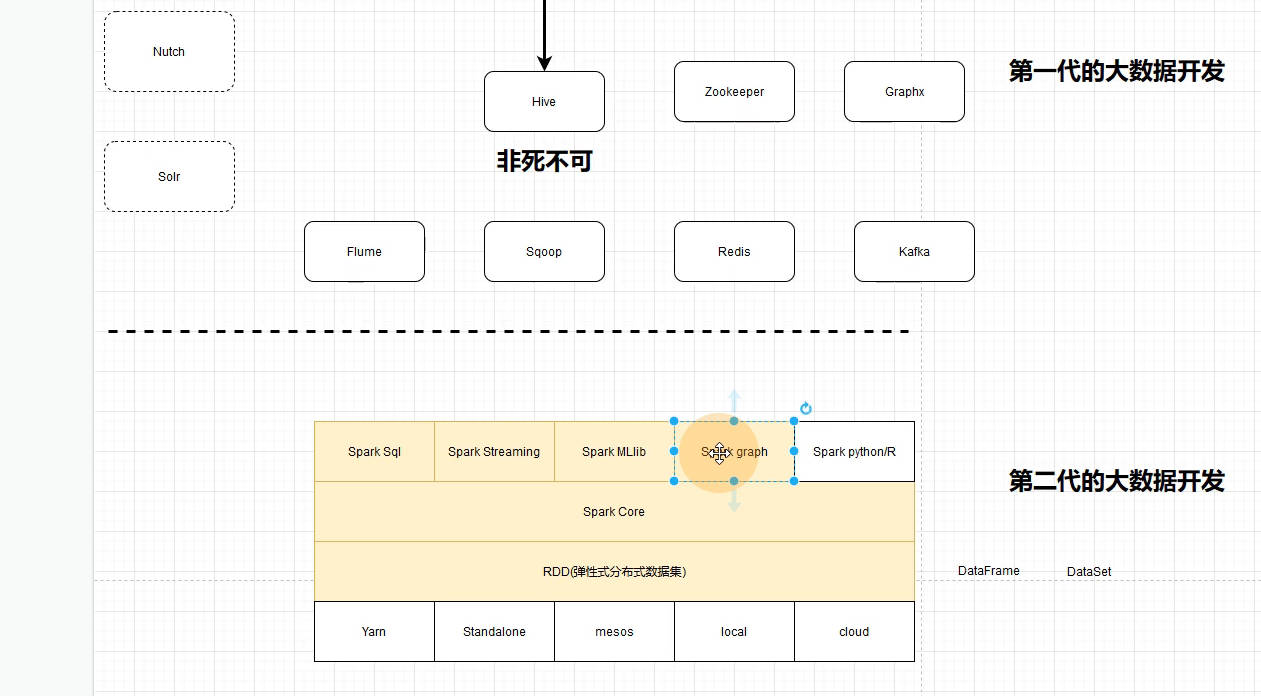 Nutch
Hive
Zookeeper
Graphx
第一代的大数据开发
非死不可
Solr
Flume
Sqoop
Redis
Kafka
Spark Sql
Spark Streaming
Spark MLlib
Spark graph
Spark python/R
第二代的大数据开发
Spark Core
RDD(弹性式分布式数据集)
DataFrame
DataSet
Yarn
Standalone
mesos
local
cloud